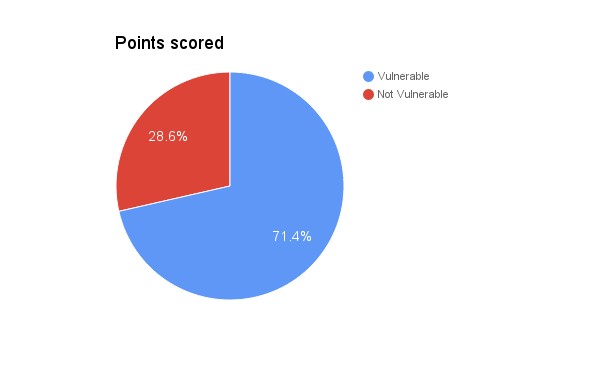 Points scored
Vulnerable
Not Vulnerable
28.6%
71.4%